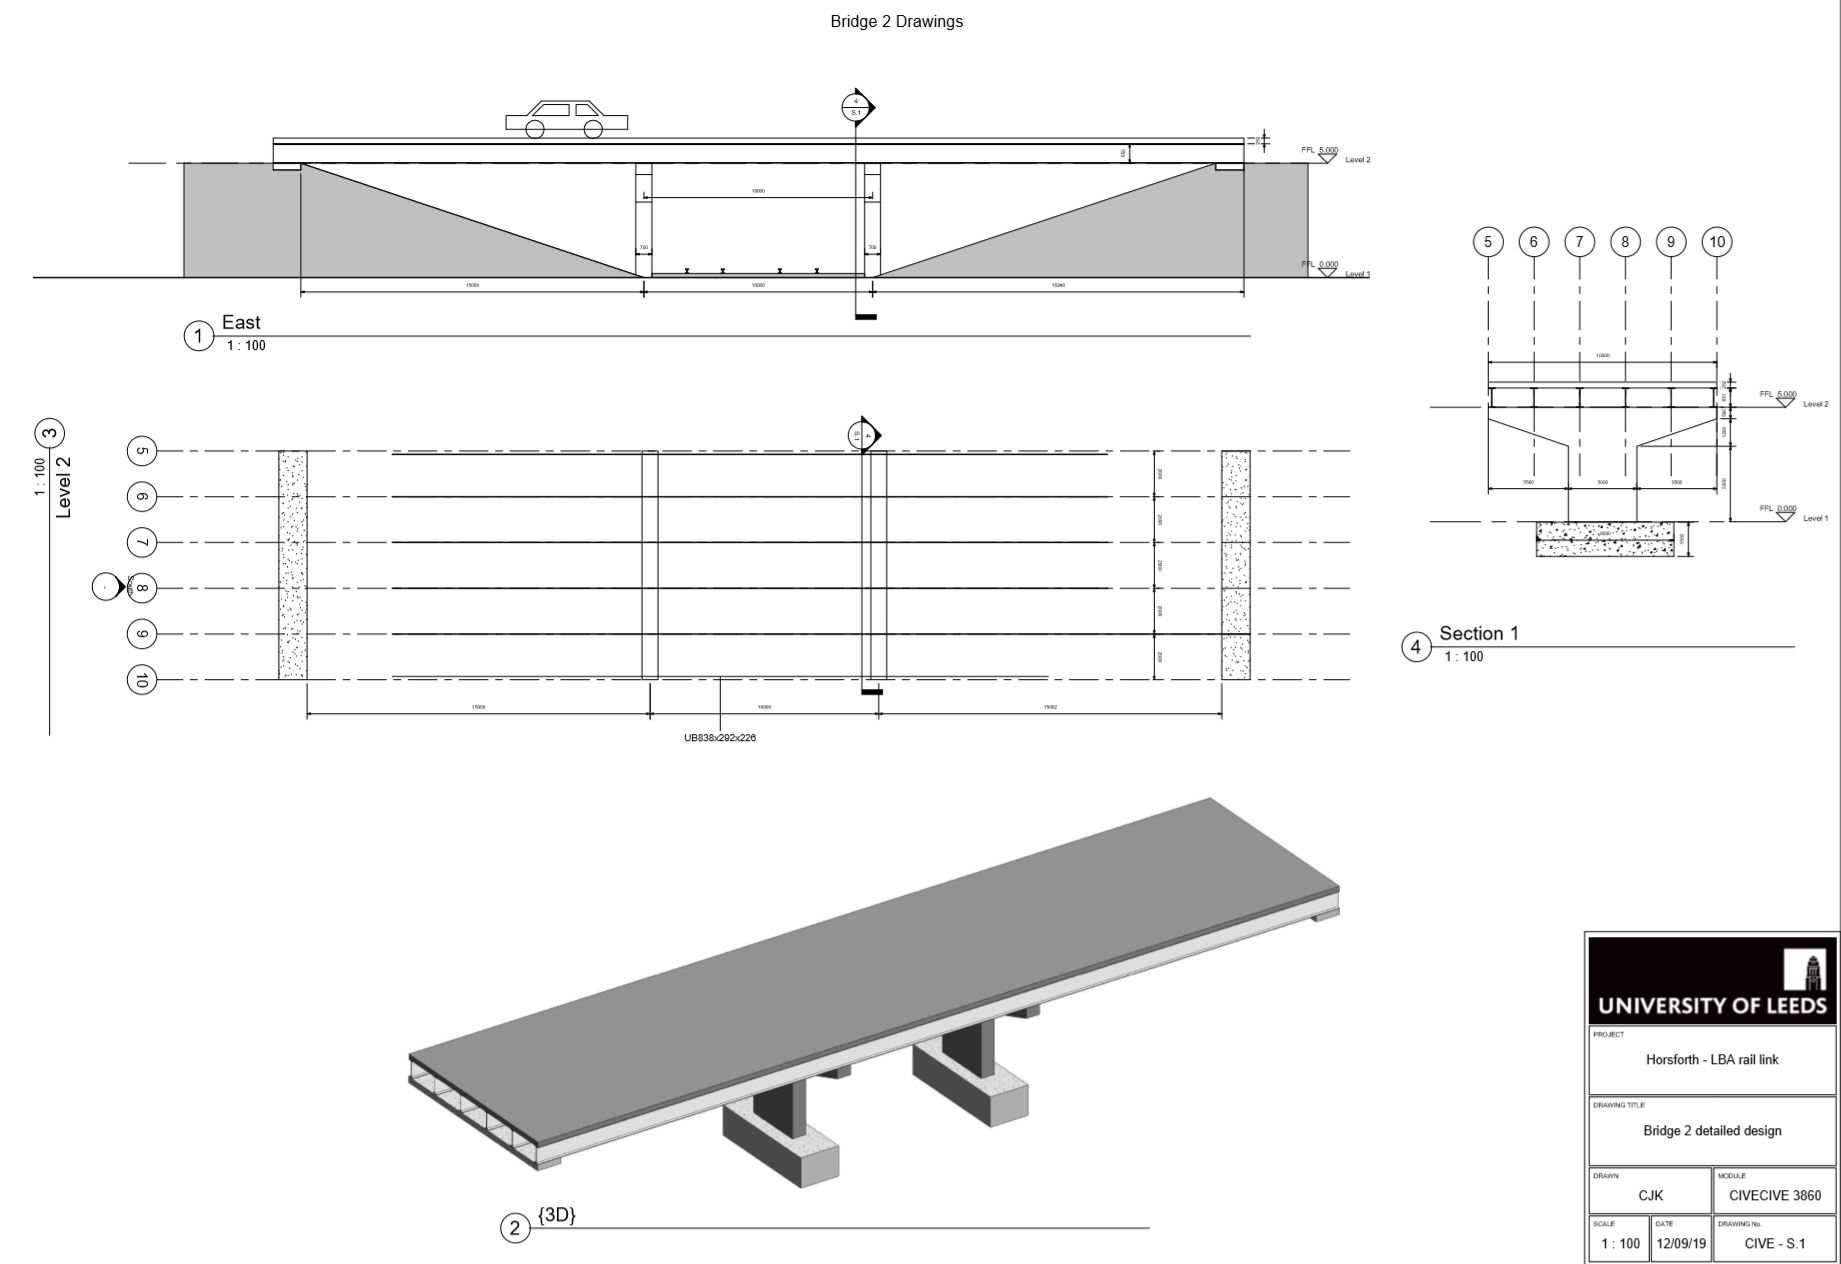 Bridge 2 Drawings
4
S.1
FFL 5.000
Level 2
10000
700
700
FFL 0.000
Level 1
15000
10000
16240
1
East
1 : 100
5
6
7
8
9
10
10000
FFL 5.000
Level 2
3500
3000
3500
FFL 0.000
Level 1
4
Section 1
1 : 100
3
Level 2
1 : 100
5
6
7
8
9
10
South
4
S.1
2000
2000
2000
2000
2000
15000
10000
15002
UB838x292x226
2
{3D}
UNIVERSITY OF LEEDS
PROJECT
Horsforth - LBA rail link
DRAWING TITLE
Bridge 2 detailed design
DRAWN
CJK
MODULE
CIVECIVE 3860
SCALE
1 : 100
DATE
12/09/19
DRAWING No.
CIVE - S.1